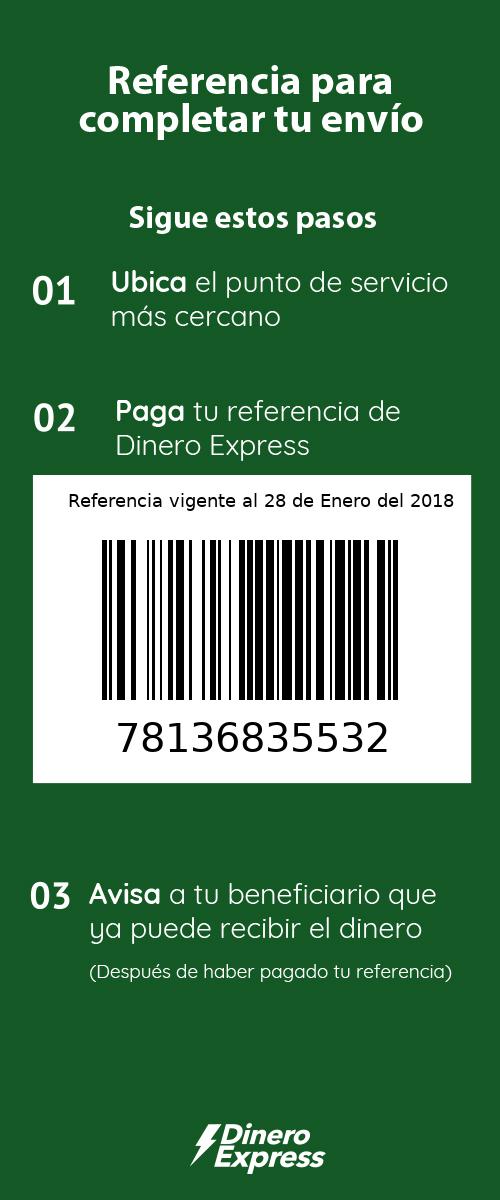 Referencia para
completar tu envío
Sigue estos pasos
01 Ubica el punto de servicio
más cercano
02 Paga tu referencia de
Dinero Express
Referencia vigente al 28 de Enero del 2018
78136835532
03 Avisa a tu beneficiario que
ya puede recibir el dinero
(Después de haber pagado tu referencia)
Dinero
Express